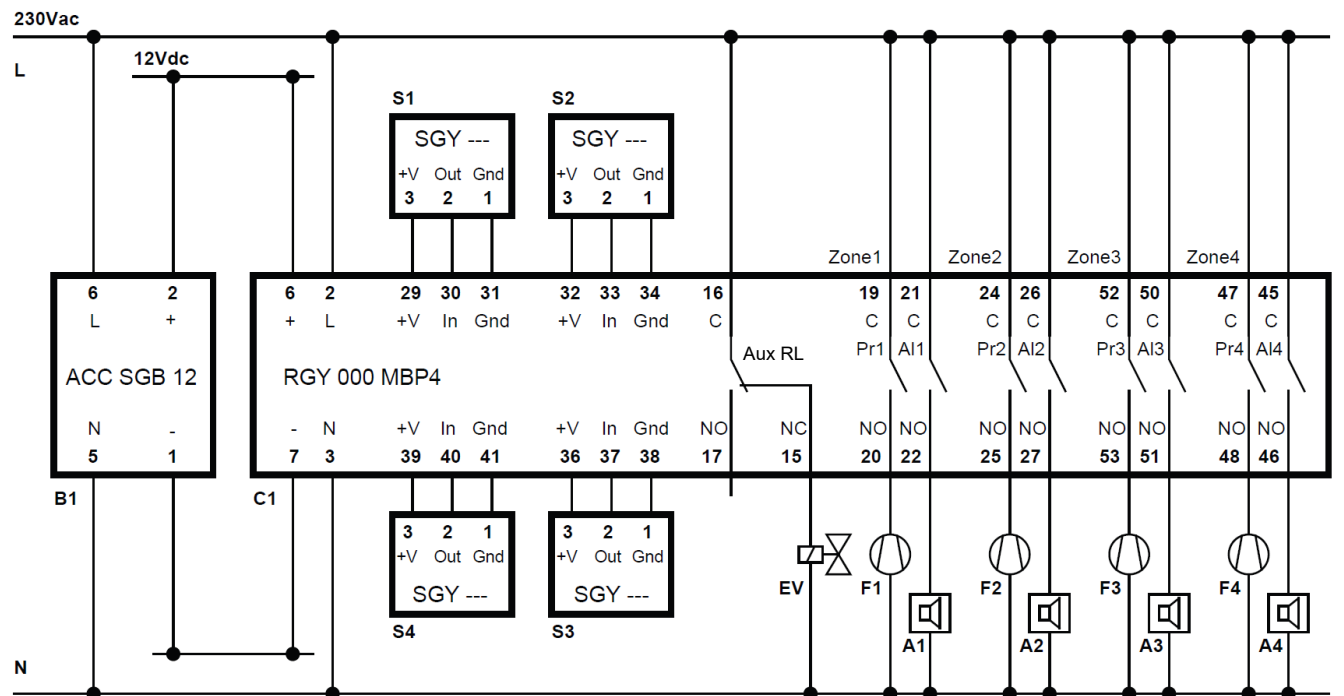 230Vac
12Vdc
L
S1 S2
SGY --- SGY ---
+V Out Gnd +V Out Gnd
3 2 1 3 2 1
Zone1 Zone2 Zone3 Zone4
6 2 6 2 29 30 31 32 33 34 16 19 21 24 26 52 50 47 45
L + + L +V In Gnd +V In Gnd C C C C C C C C C
Aux RL Pr1 Al1 Pr2 Al2 Pr3 Al3 Pr4 Al4
ACC SGB 12 RGY 000 MBP4
N - - N +V In Gnd +V In Gnd NO NC NO NO NO NO NO NO NO NO
5 1 7 3 39 40 41 36 37 38 17 15 20 22 25 27 53 51 48 46
B1 C1
3 2 1 3 2 1
+V Out Gnd +V Out Gnd
SGY --- SGY ---
EV F1 F2 F3 F4
S4 S3
A1 A2 A3 A4
N